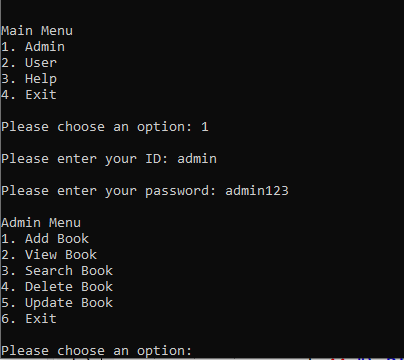 Main Menu
1. Admin
2. User
3. Help
4. Exit
Please choose an option: 1
Please enter your ID: admin
Please enter your password: admin123
Admin Menu
1. Add Book
2. View Book
3. Search Book
4. Delete Book
5. Update Book
6. Exit
Please choose an option: